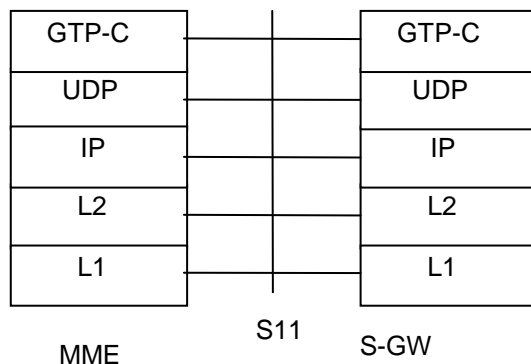 GTP-C GTP-C
UDP UDP
IP IP
L2 L2
L1 L1
S11
MME S-GW